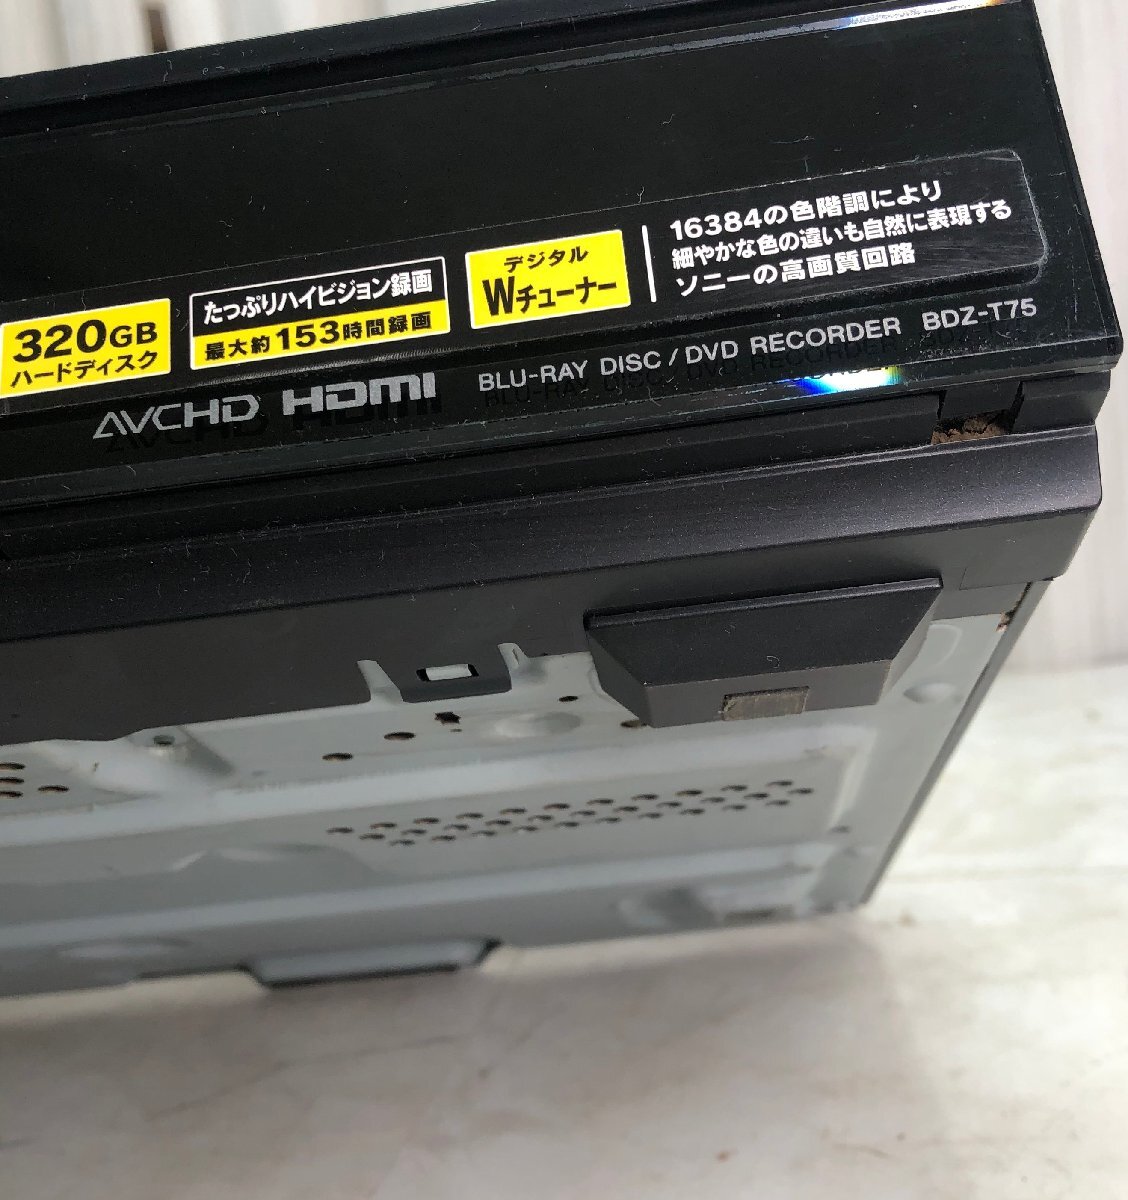 320GB
ハードディスク
たっぷりハイビジョン録画
最大約153時間録画
デジタル
Wチューナー
16384の色階調により
細やかな色の違いも自然に表現する
ソニーの高画質回路
AVCHD HDMI
BLU-RAY DISC / DVD RECORDER BDZ-T75